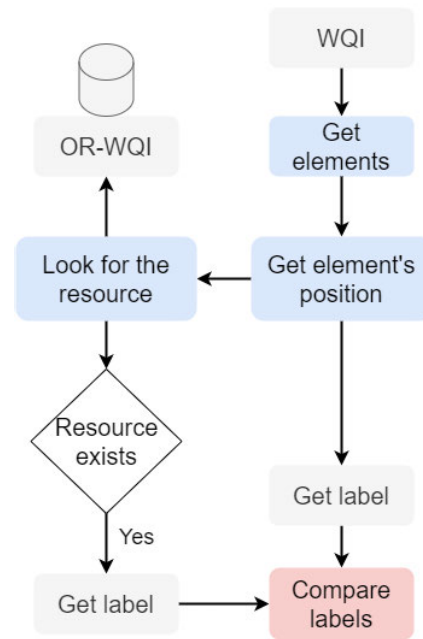 WQI
OR-WQI
Get
elements
Look for the
resource
Get element's
position
Resource
exists
Yes
Get label
Get label
Compare
labels